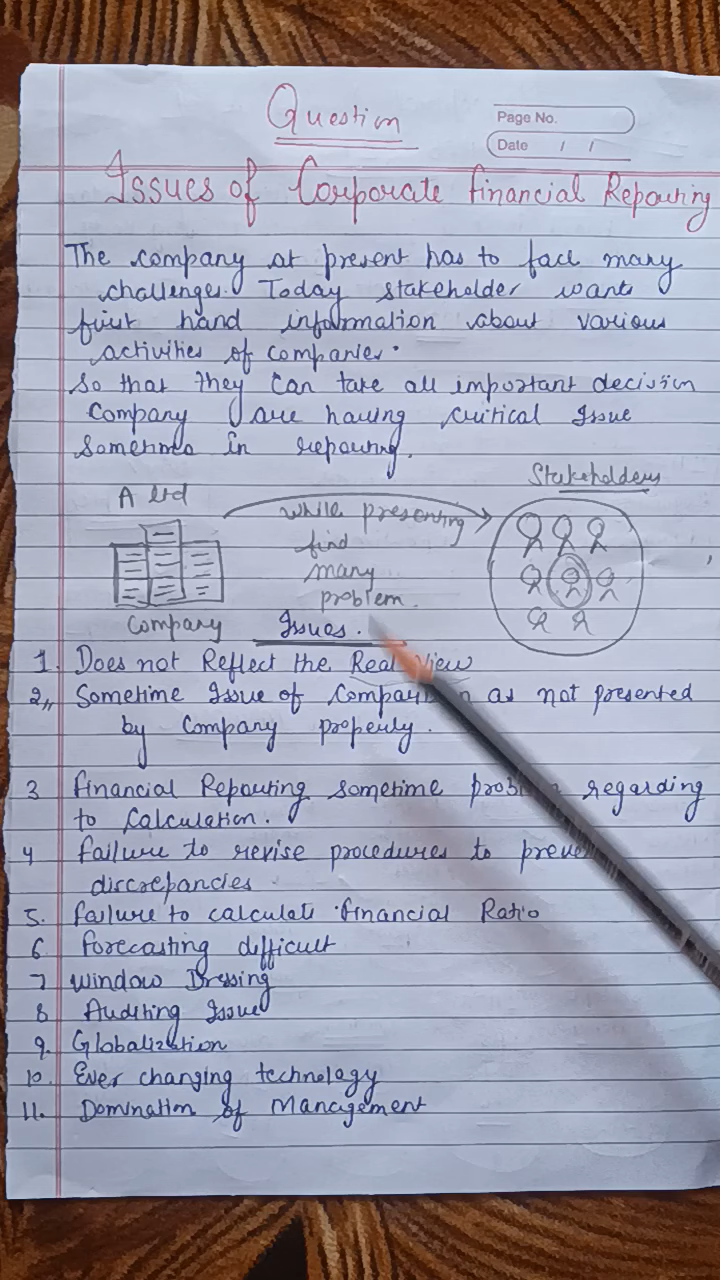 Question
Page No.
Date / /
Issues of Corporate Financial Reporting
The company at present has to face many
challenges. Today stakeholder wants
first hand information about various
activities of companies.
so that they can take all important decision
Company are having critical Issue
Sometimes in reporting.
Stakeholders
A Ltd
while presenting
find
many
problem.
Company
Issues.
1. Does not Reflect the Real View
2,, Sometime Issue of as not presented
by Company properly.
3 Financial Reporting sometime regarding
to Calculation.
4 failure to revise procedures to
discrepancies
5. failure to calculate financial Ratio
6 forecasting difficult
7 Window Dressing
8 Auditing Issue
9. Globalization
10. Ever changing technology
11. Domination of Management